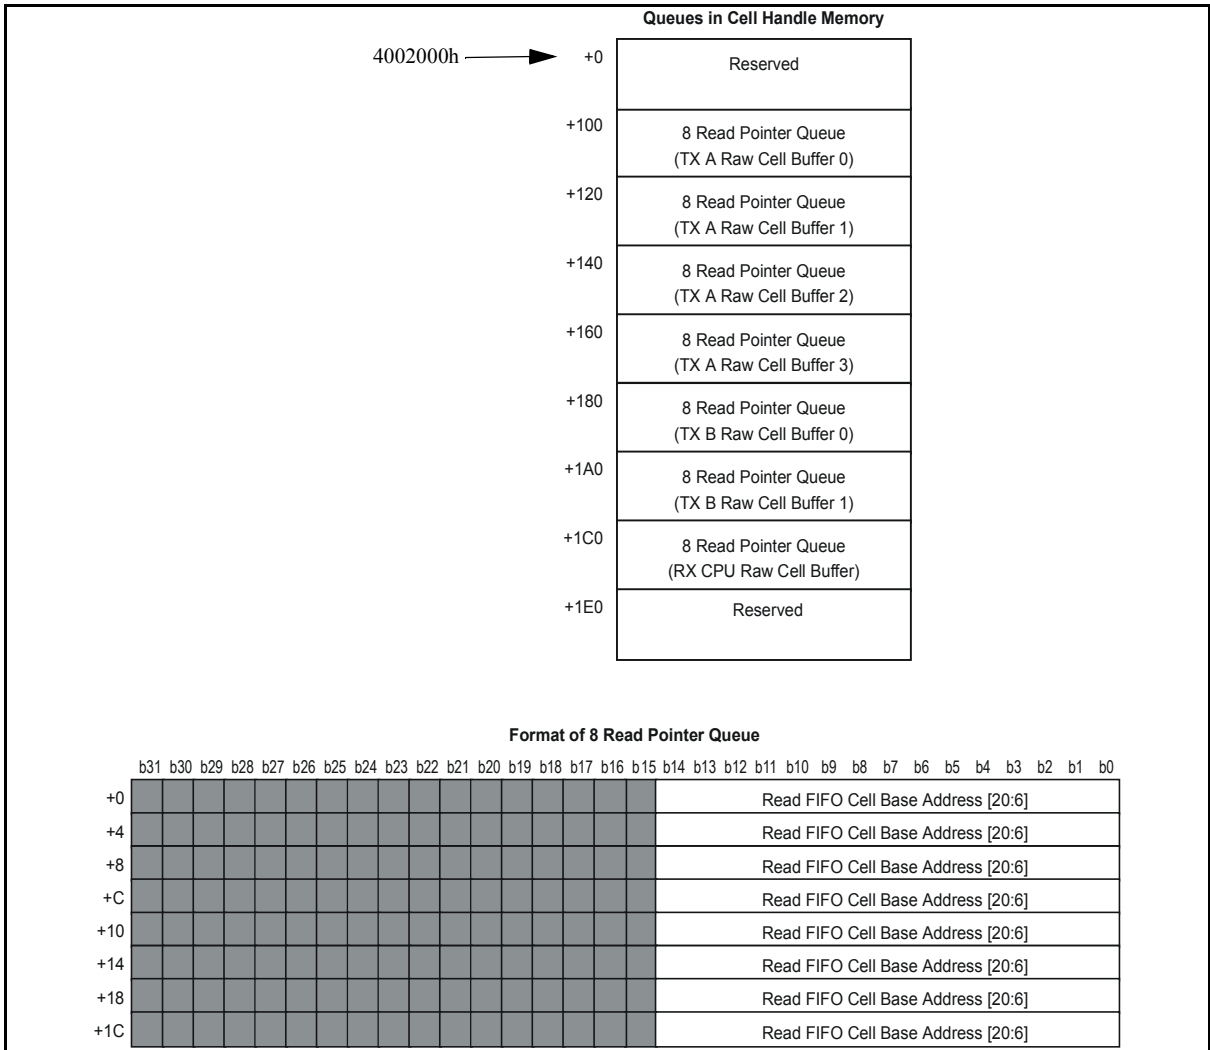 Queues in Cell Handle Memory
4002000h
+0
Reserved
+100
8 Read Pointer Queue
(TX A Raw Cell Buffer 0)
+120
8 Read Pointer Queue
(TX A Raw Cell Buffer 1)
+140
8 Read Pointer Queue
(TX A Raw Cell Buffer 2)
+160
8 Read Pointer Queue
(TX A Raw Cell Buffer 3)
+180
8 Read Pointer Queue
(TX B Raw Cell Buffer 0)
+1A0
8 Read Pointer Queue
(TX B Raw Cell Buffer 1)
+1C0
8 Read Pointer Queue
(RX CPU Raw Cell Buffer)
+1E0
Reserved
Format of 8 Read Pointer Queue
b31 b30 b29 b28 b27 b26 b25 b24 b23 b22 b21 b20 b19 b18 b17 b16 b15 b14 b13 b12 b11 b10 b9 b8 b7 b6 b5 b4 b3 b2 b1 b0
+0 Read FIFO Cell Base Address [20:6]
+4 Read FIFO Cell Base Address [20:6]
+8 Read FIFO Cell Base Address [20:6]
+C Read FIFO Cell Base Address [20:6]
+10 Read FIFO Cell Base Address [20:6]
+14 Read FIFO Cell Base Address [20:6]
+18 Read FIFO Cell Base Address [20:6]
+1C Read FIFO Cell Base Address [20:6]